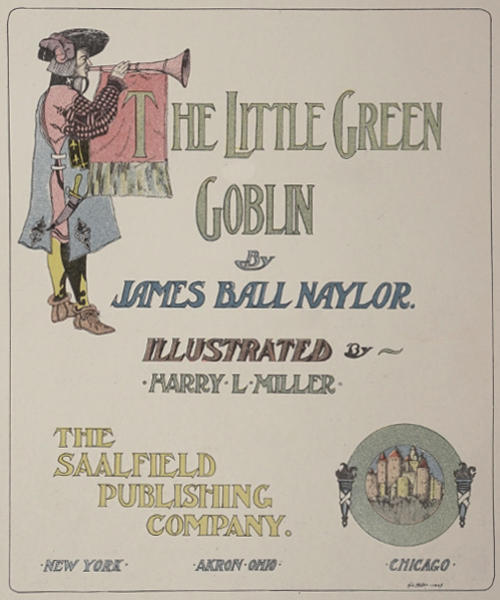 THE LITTLE GREEN
GOBLIN
By
JAMES BALL NAYLOR.
ILLUSTRATED By ~
·HARRY·L·MILLER·
THE
SAALFIELD
PUBLISHING
COMPANY.
·NEW YORK· ·AKRON·OHIO· ·CHICAGO·